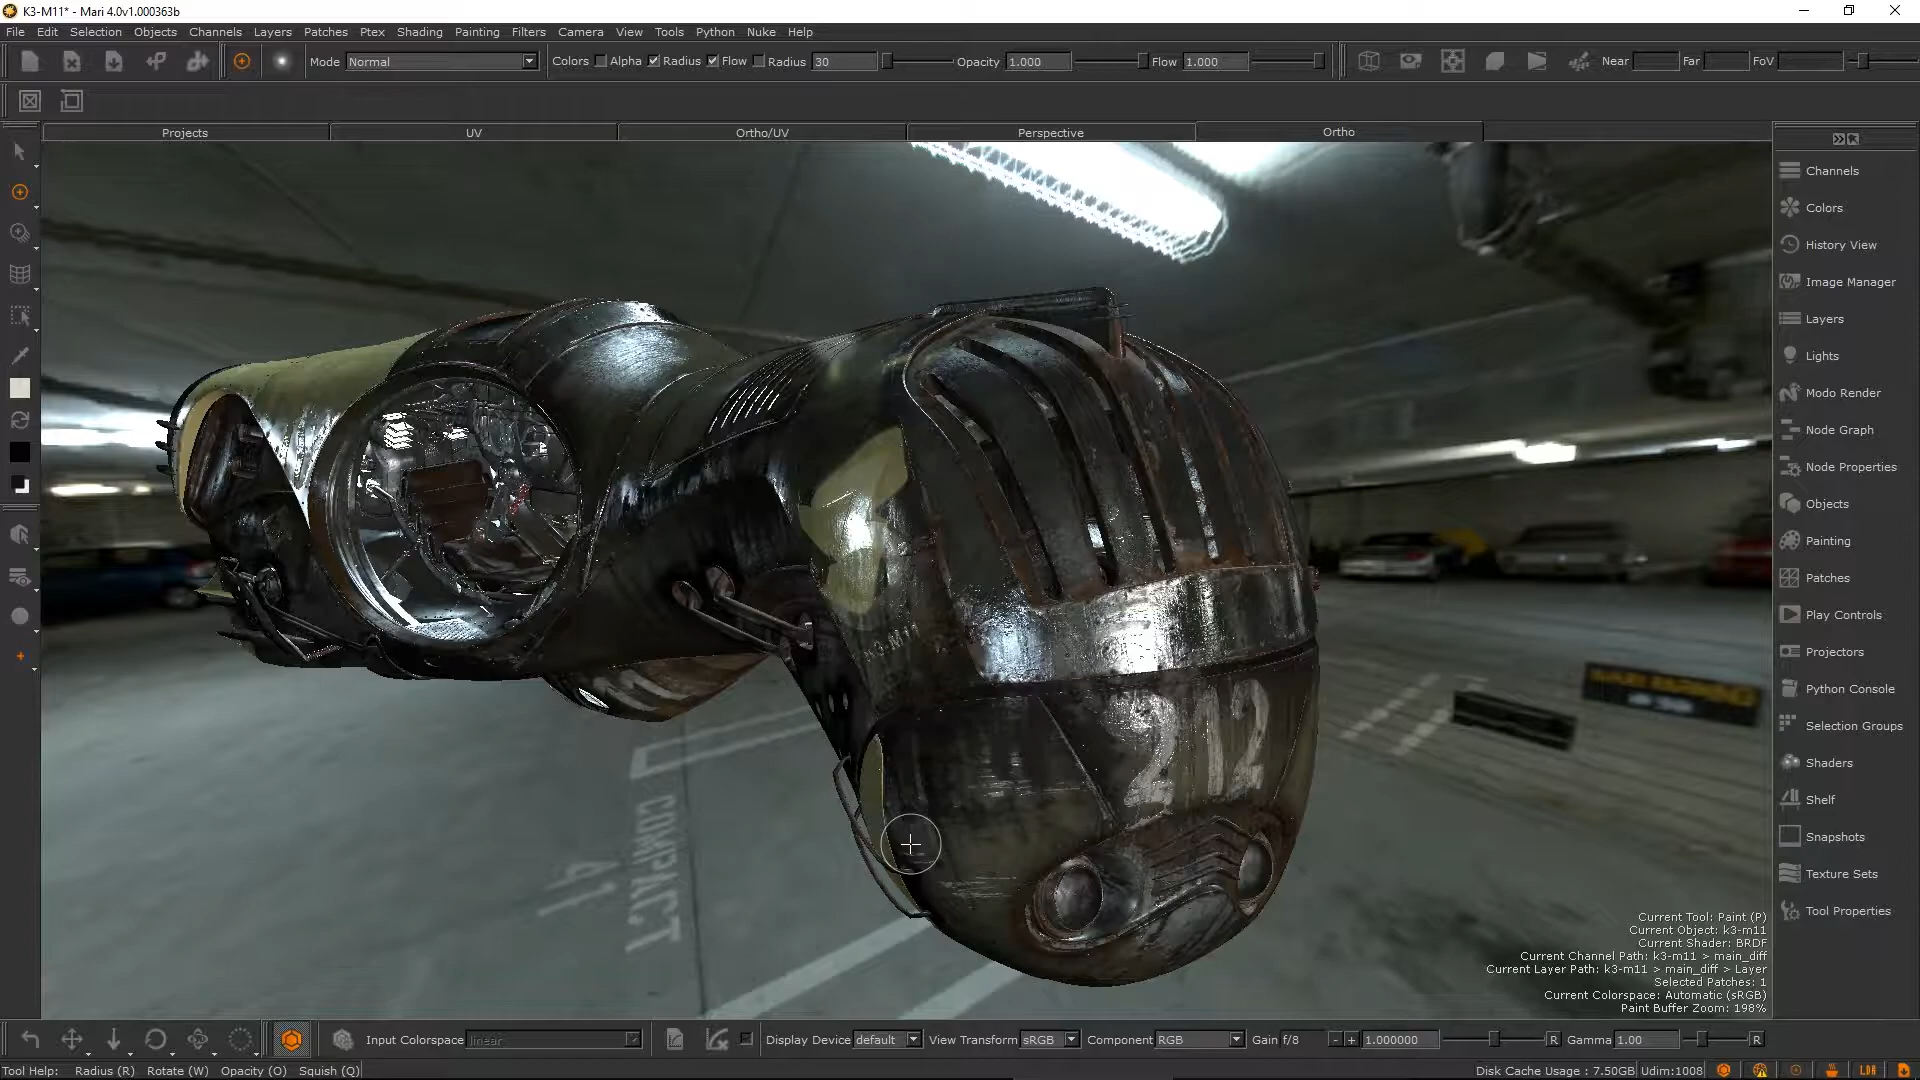 K3-M11* - Mari 4.0v1.000363b
File Edit Selection Objects Channels Layers Patches Ptex Shading Painting Filters Camera View Tools Python Nuke Help
Mode Normal Colors Alpha Radius Flow Radius 30 Opacity 1.000 Flow 1.000 Near Far FoV
Projects UV Ortho/UV Perspective Ortho
Channels
Colors
History View
Image Manager
Layers
Lights
Modo Render
Node Graph
Node Properties
Objects
Painting
Patches
Play Controls
Projectors
Python Console
Selection Groups
Shaders
Shelf
Snapshots
Texture Sets
Tool Properties
K3-M11
212
COMPACT
41
Current Tool: Paint (P)
Current Object: k3-m11
Current Shader: BRDF
Current Channel Path: k3-m11 > main_diff
Current Layer Path: k3-m11 > main_diff > Layer
Selected Patches: 1
Current Colorspace: Automatic (sRGB)
Paint Buffer Zoom: 198%
Input Colorspace linear Display Device default View Transform sRGB Component RGB Gain f/8 - + 1.000000 R Gamma 1.00 R
Tool Help: Radius (R) Rotate (W) Opacity (O) Squish (Q) Disk Cache Usage : 7.50GB Udim:1008 LOA